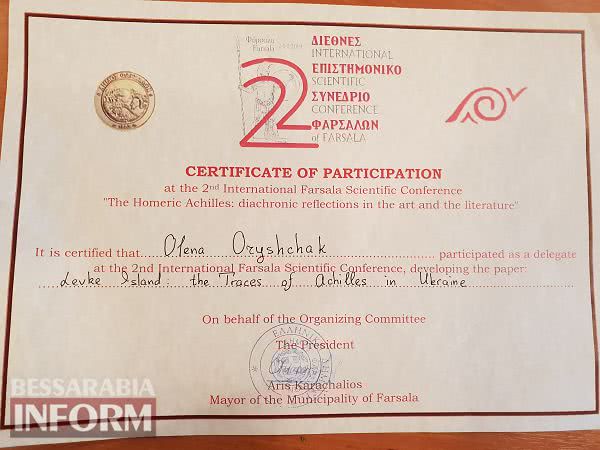 Φάρσαλα
Farsala
2
ΔΙΕΘΝΕΣ
INTERNATIONAL
ΕΠΙΣΤΗΜΟΝΙΚΟ
SCIENTIFIC
ΣΥΝΕΔΡΙΟ
CONFERENCE
ΦΑΡΣΑΛΩΝ
of FARSALA
CERTIFICATE OF PARTICIPATION
at the 2nd International Farsala Scientific Conference
"The Homeric Achilles: diachronic reflections in the art and the literature"
It is certified that Olena Oryshchak participated as a delegate
at the 2nd International Farsala Scientific Conference, developing the paper:
Levke Island: the Traces of Achilles in Ukraine
On behalf of the Organizing Committee
The President
Aris Karachalios
Mayor of the Municipality of Farsala
BESSARABIA
INFORM